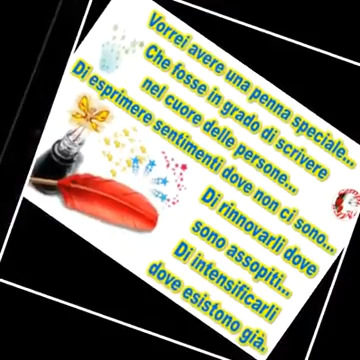 Vorrei avere una penna speciale...
Che fosse in grado di scrivere
nel cuore delle persone...
Di esprimere sentimenti dove non ci sono...
Di rinnovarli dove
sono assopiti...
Di intensificarli
dove esistono già.